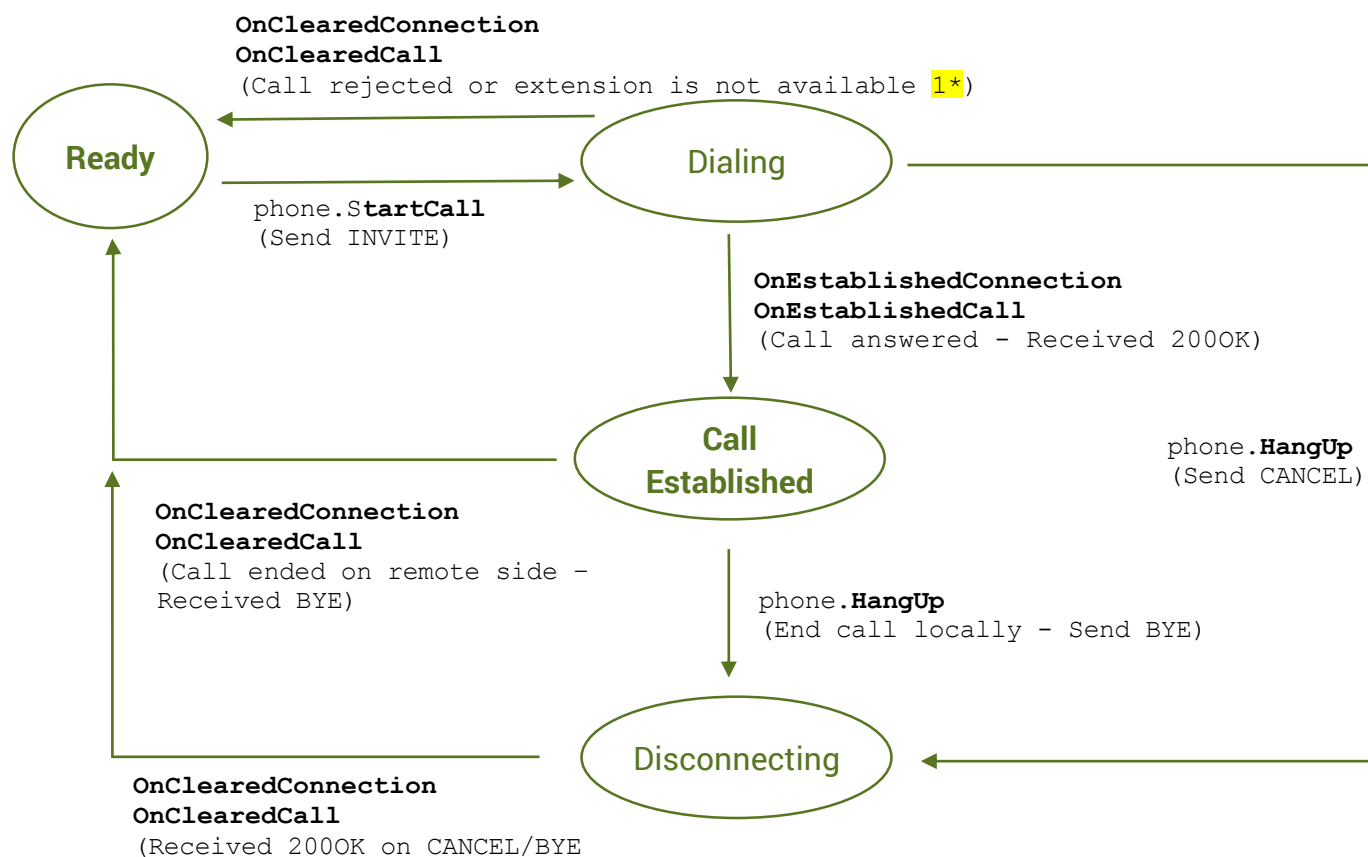 OnClearedConnection
OnClearedCall
(Call rejected or extension is not available 1*)
Ready
Dialing
phone.StartCall
(Send INVITE)
OnEstablishedConnection
OnEstablishedCall
(Call answered - Received 200OK)
Call
Established
phone.HangUp
(Send CANCEL)
OnClearedConnection
OnClearedCall
(Call ended on remote side –
Received BYE)
phone.HangUp
(End call locally - Send BYE)
Disconnecting
OnClearedConnection
OnClearedCall
(Received 200OK on CANCEL/BYE